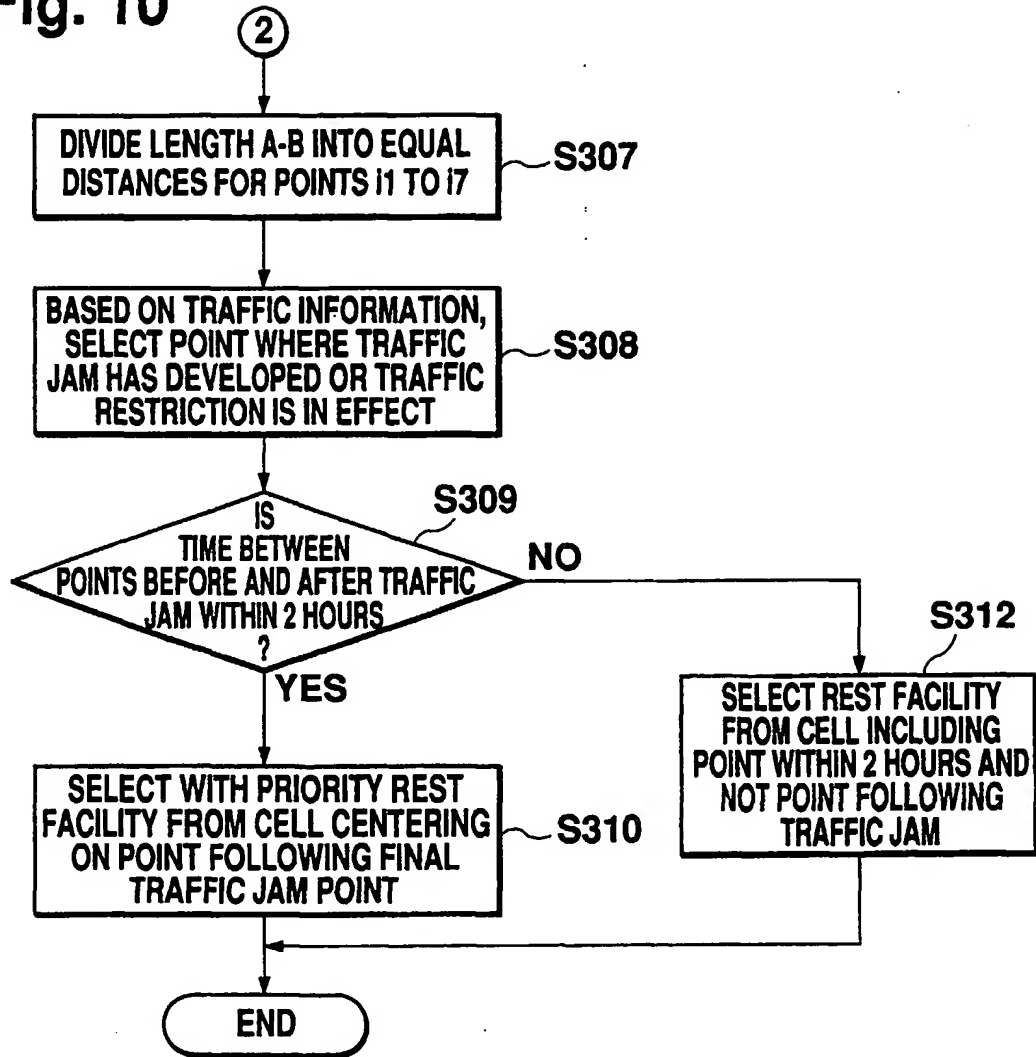 Fig. 10
2
DIVIDE LENGTH A-B INTO EQUAL
DISTANCES FOR POINTS i1 TO i7
S307
BASED ON TRAFFIC INFORMATION,
SELECT POINT WHERE TRAFFIC
JAM HAS DEVELOPED OR TRAFFIC
RESTRICTION IS IN EFFECT
S308
S309
IS
TIME BETWEEN
POINTS BEFORE AND AFTER TRAFFIC
JAM WITHIN 2 HOURS
?
NO
YES
S312
SELECT REST FACILITY
FROM CELL INCLUDING
POINT WITHIN 2 HOURS AND
NOT POINT FOLLOWING
TRAFFIC JAM
SELECT WITH PRIORITY REST
FACILITY FROM CELL CENTERING
ON POINT FOLLOWING FINAL
TRAFFIC JAM POINT
S310
END